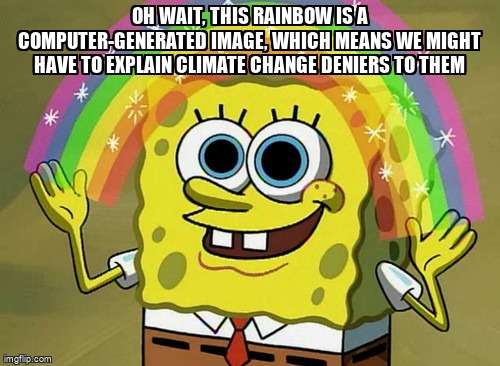 OH WAIT, THIS RAINBOW IS A
COMPUTER-GENERATED IMAGE, WHICH MEANS WE MIGHT
HAVE TO EXPLAIN CLIMATE CHANGE DENIERS TO THEM
imgflip.com